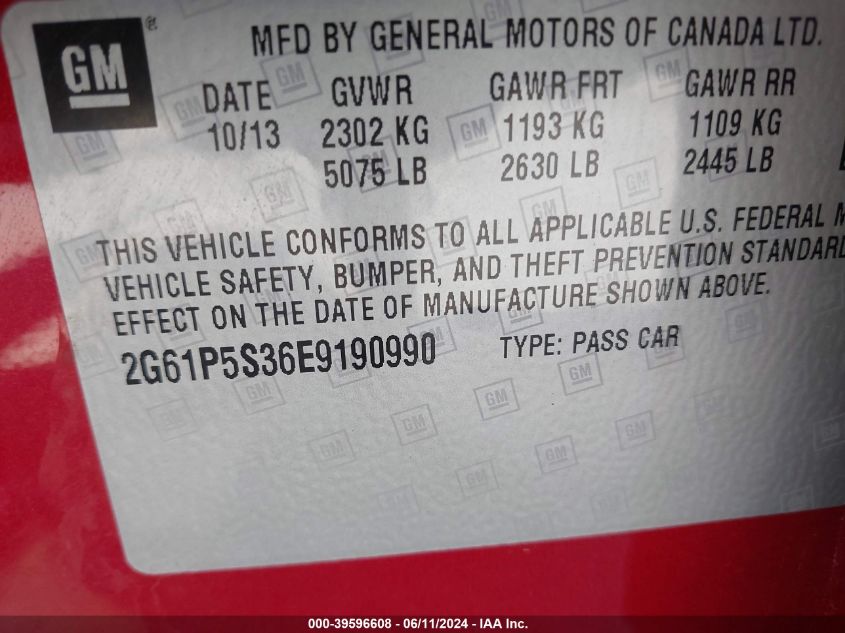 GM®
MFD BY GENERAL MOTORS OF CANADA LTD.
DATE GVWR GAWR FRT GAWR RR
10/13 2302 KG 1193 KG 1109 KG
5075 LB 2630 LB 2445 LB
THIS VEHICLE CONFORMS TO ALL APPLICABLE U.S. FEDERAL M
VEHICLE SAFETY, BUMPER, AND THEFT PREVENTION STANDARD
EFFECT ON THE DATE OF MANUFACTURE SHOWN ABOVE.
2G61P5S36E9190990 TYPE: PASS CAR
000-39596608 - 06/11/2024 - IAA Inc.